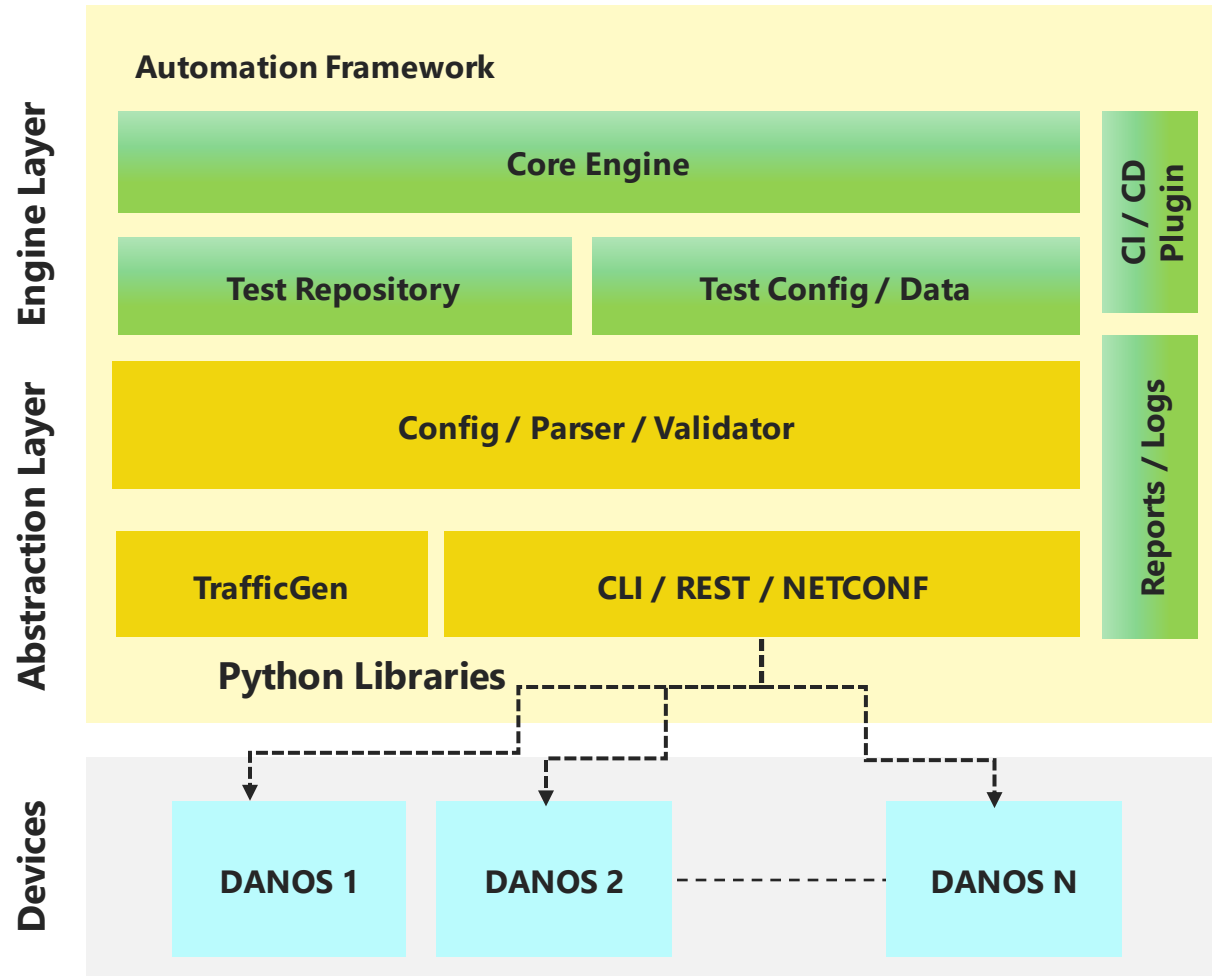 Automation Framework
Engine Layer
Core Engine
CI / CD
Plugin
Test Repository
Test Config / Data
Abstraction Layer
Config / Parser / Validator
Reports / Logs
TrafficGen
CLI / REST / NETCONF
Python Libraries
Devices
DANOS 1
DANOS 2
DANOS N